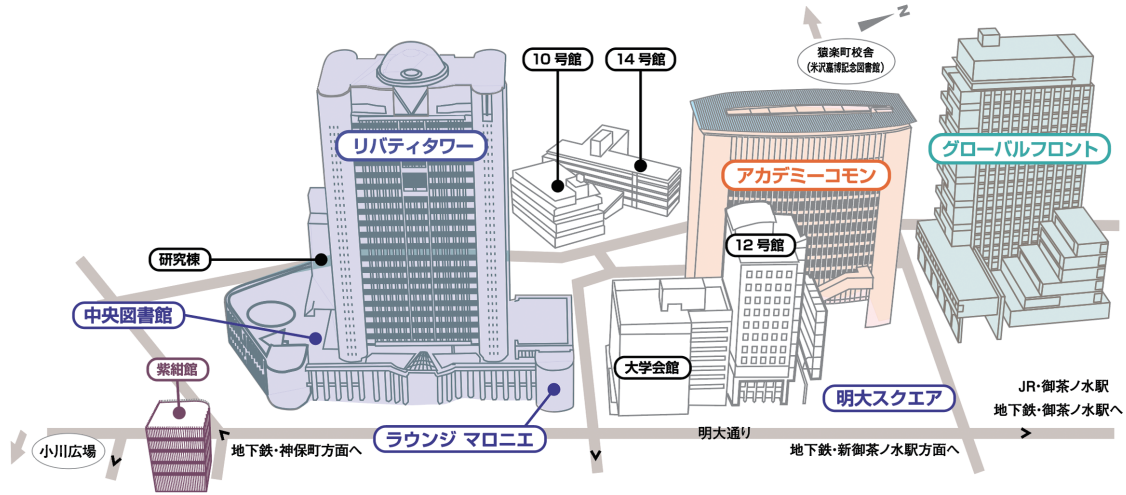 N
猿楽町校舎
(米沢嘉博記念図書館)
10号館
14号館
リバティタワー
グローバルフロント
アカデミーコモン
12号館
研究棟
中央図書館
紫紺館
大学会館
明大スクエア
JR・御茶ノ水駅
地下鉄・御茶ノ水駅へ
ラウンジ マロニエ
明大通り
小川広場
地下鉄・神保町方面へ
地下鉄・新御茶ノ水駅方面へ